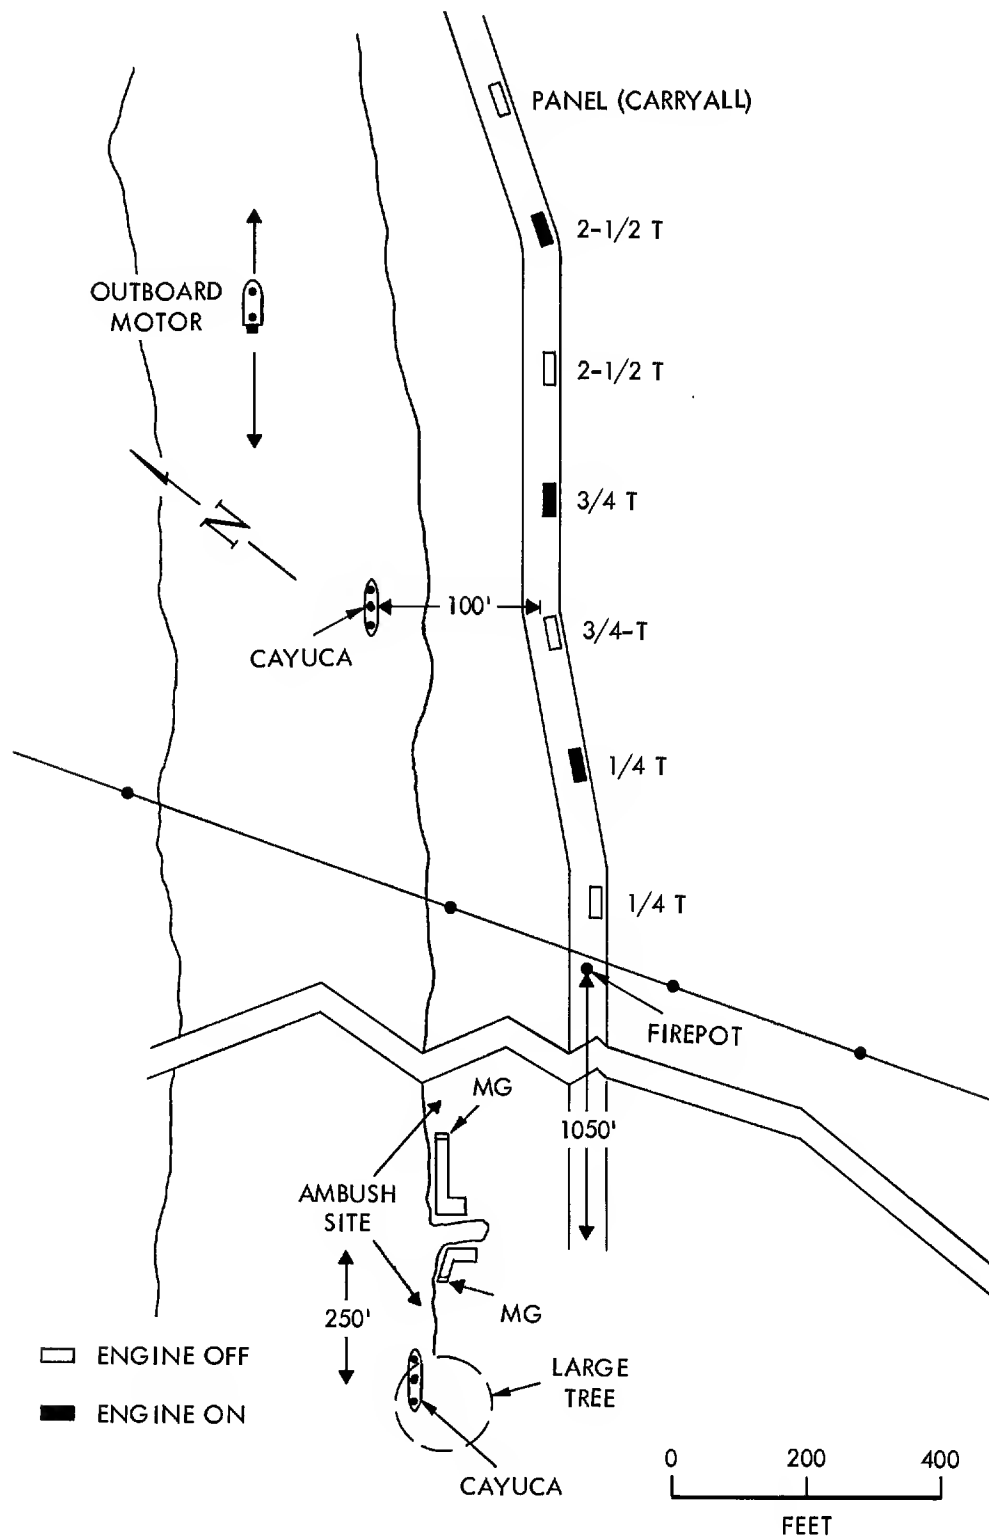 PANEL (CARRYALL)
2-1/2 T
OUTBOARD
MOTOR
2-1/2 T
3/4 T
N
100'
3/4-T
CAYUCA
1/4 T
1/4 T
FIREPOT
MG
1050'
AMBUSH
SITE
250'
MG
ENGINE OFF
LARGE
TREE
ENGINE ON
0 200 400
CAYUCA
FEET